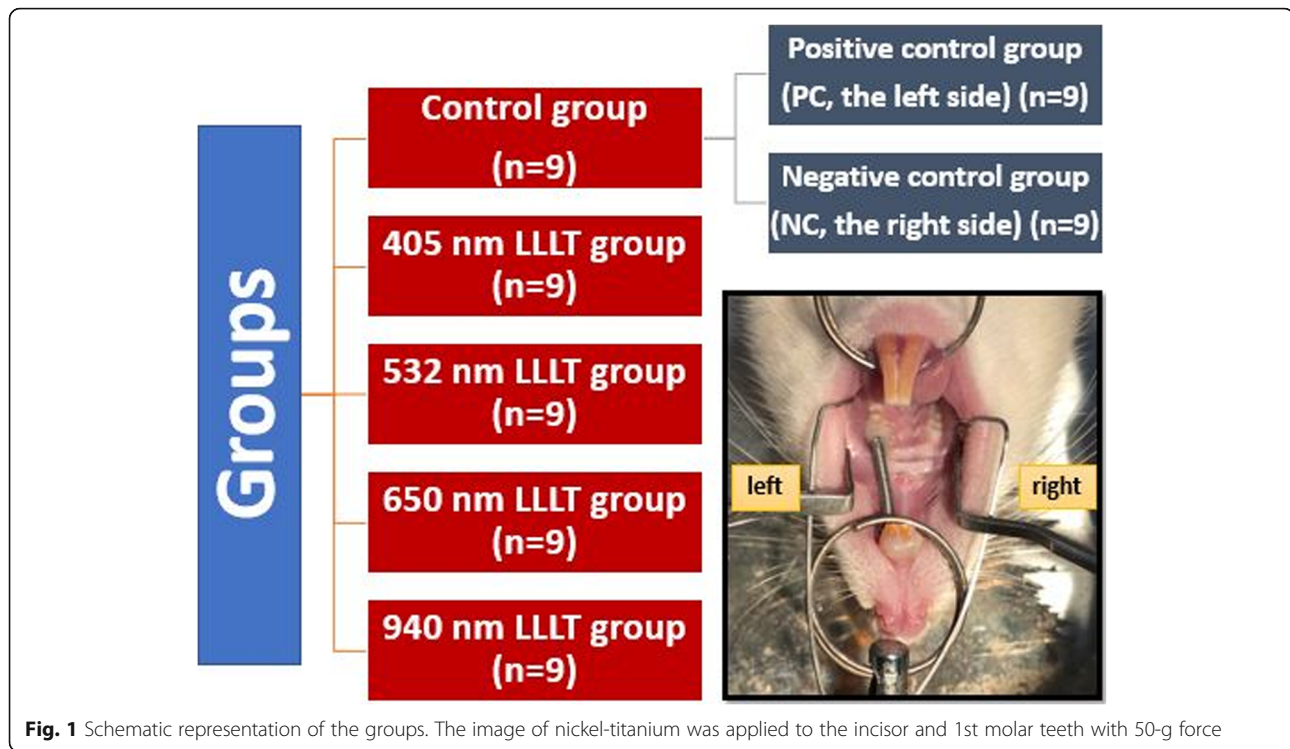 Groups
Control group
(n=9)
405 nm LLLT group
(n=9)
532 nm LLLT group
(n=9)
650 nm LLLT group
(n=9)
940 nm LLLT group
(n=9)
Positive control group
(PC, the left side) (n=9)
Negative control group
(NC, the right side) (n=9)
left
right
Fig. 1 Schematic representation of the groups. The image of nickel-titanium was applied to the incisor and 1st molar teeth with 50-g force